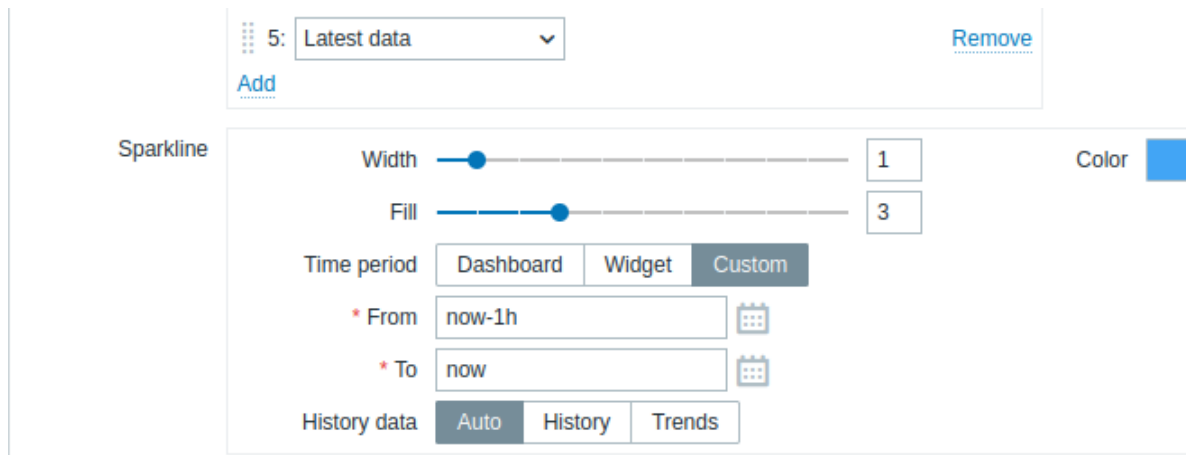 5: Latest data Remove
Add
Sparkline
Width 1 Color
Fill 3
Time period Dashboard Widget Custom
* From now-1h
* To now
History data Auto History Trends